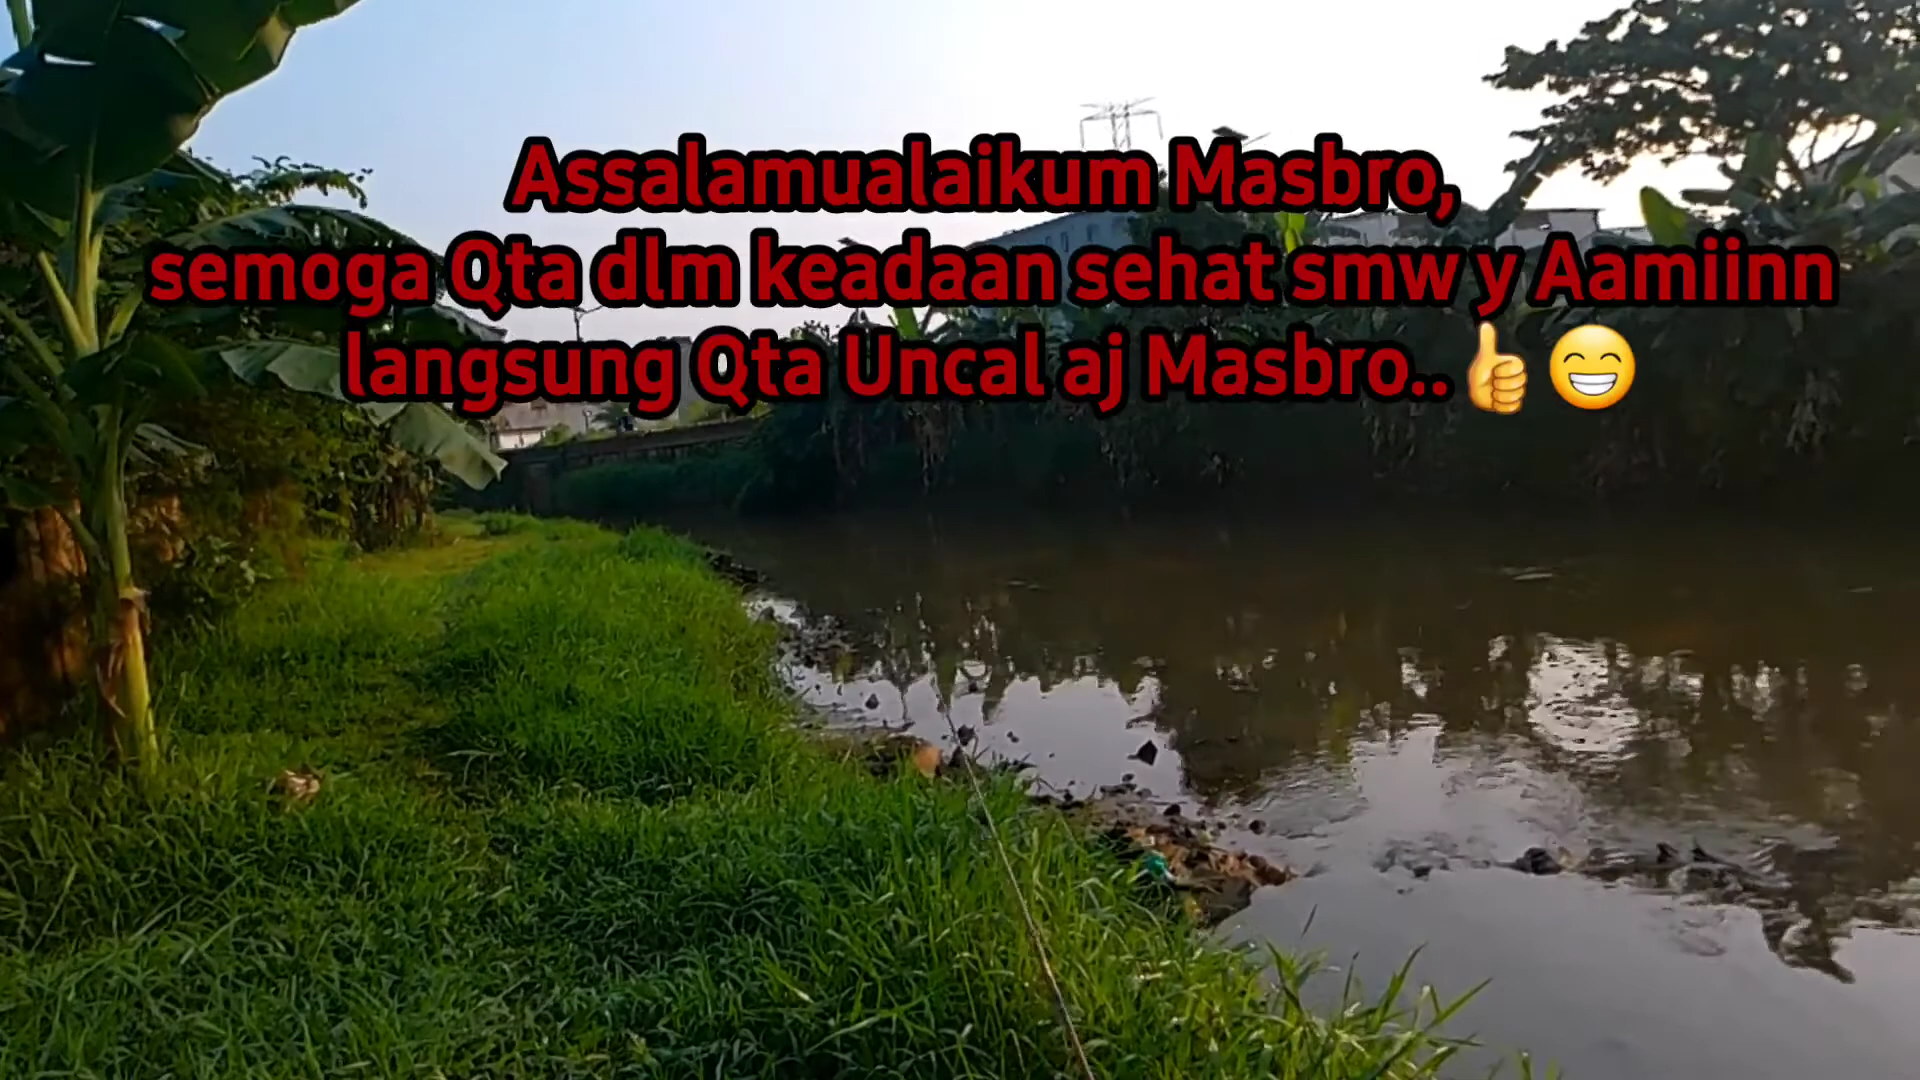 Assalamualaikum Masbro,
semoga Qta dlm keadaan sehat smw y Aamiinn
langsung Qta Uncal aj Masbro..👍😁